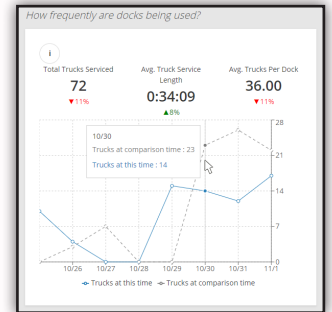 How frequently are docks being used?
i
Total Trucks Serviced
72
▼11%
Avg. Truck Service
Length
0:34:09
▲8%
Avg. Trucks Per Dock
36.00
▼11%
10/30
Trucks at comparison time : 23
Trucks at this time : 14
28
21
14
7
0
10/26 10/27 10/28 10/29 10/30 10/31 11/1
Trucks at this time Trucks at comparison time